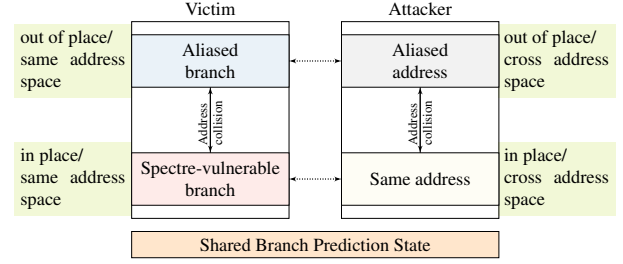 Victim
Attacker
out of place/
same address
space
Aliased
branch
Aliased
address
out of place/
cross address
space
Address
collision
Address
collision
in place/
same address
space
Spectre-vulnerable
branch
Same address
in place/
cross address
space
Shared Branch Prediction State